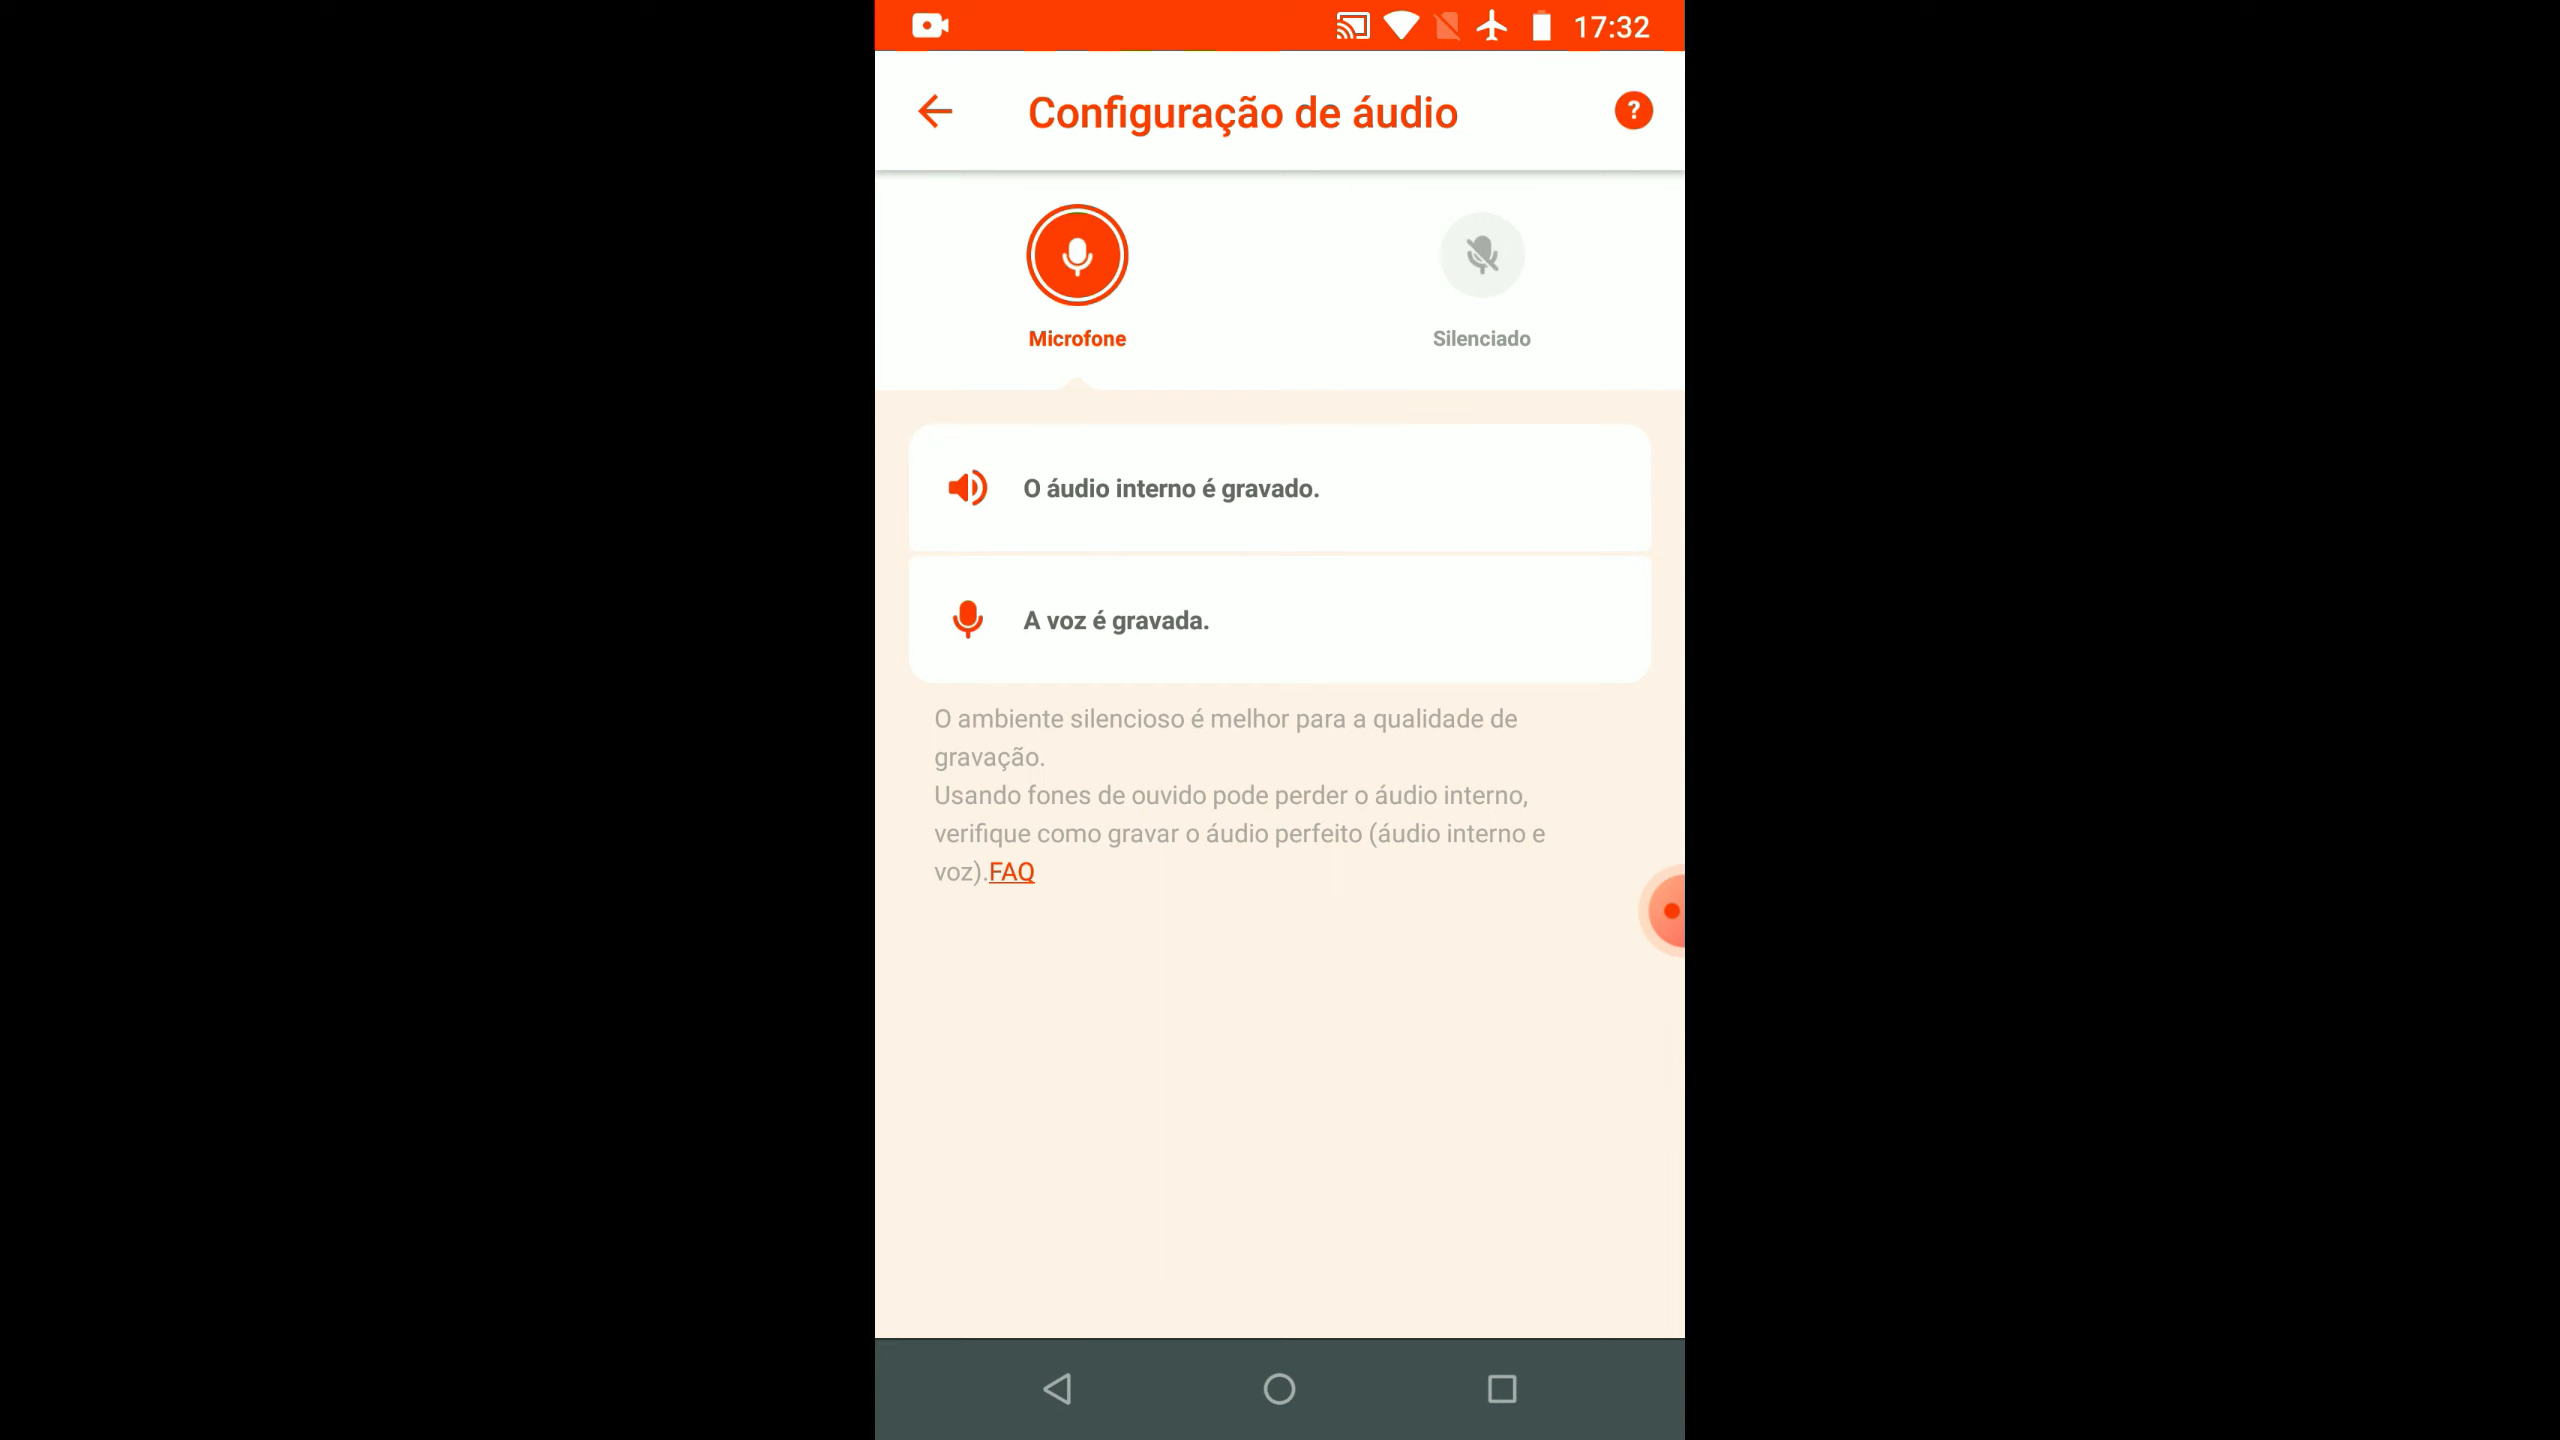 17:32
Configuração de áudio
?
Microfone
Silenciado
O áudio interno é gravado.
A voz é gravada.
O ambiente silencioso é melhor para a qualidade de
gravação.
Usando fones de ouvido pode perder o áudio interno,
verifique como gravar o áudio perfeito (áudio interno e
voz).FAQ